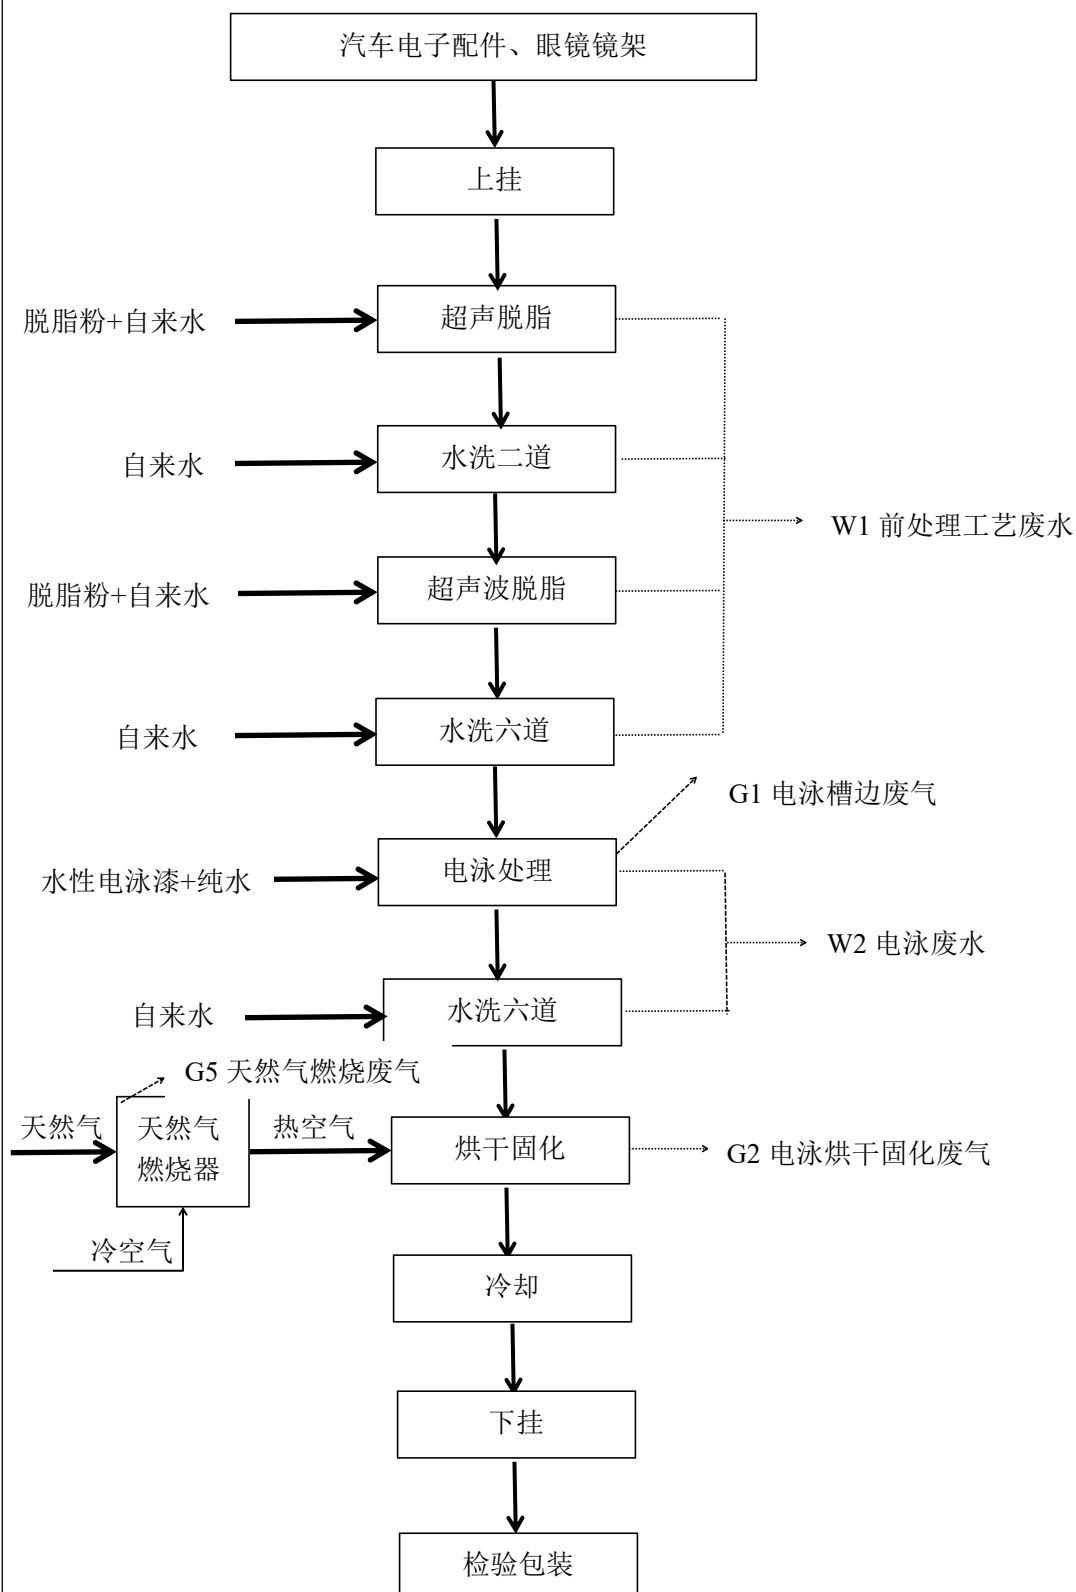 汽车电子配件、眼镜镜架
上挂
脱脂粉+自来水
超声脱脂
自来水
水洗二道
W1 前处理工艺废水
脱脂粉+自来水
超声波脱脂
自来水
水洗六道
G1 电泳槽边废气
水性电泳漆+纯水
电泳处理
W2 电泳废水
自来水
水洗六道
G5 天然气燃烧废气
天然气
天然气
燃烧器
热空气
烘干固化
G2 电泳烘干固化废气
冷空气
冷却
下挂
检验包装